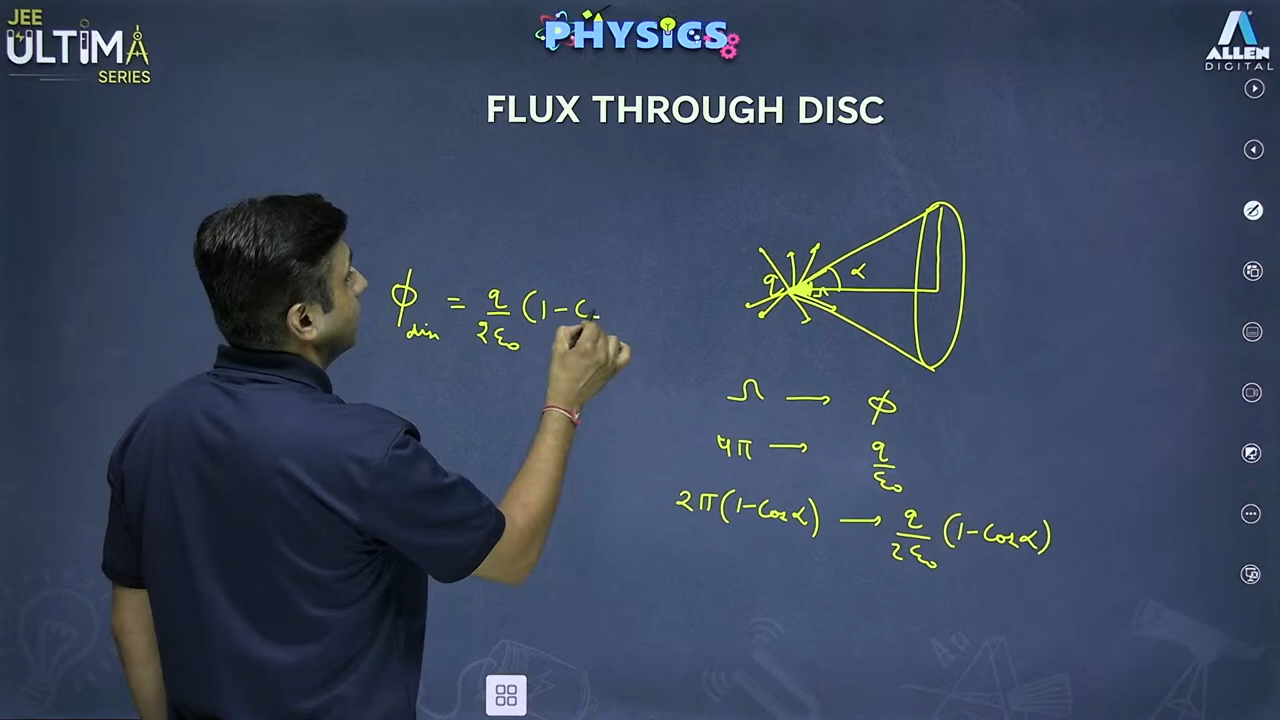 JEE
ULTIMA
SERIES
PHYSICS
ALLEN
DIGITAL
FLUX THROUGH DISC
ϕ = q/2ε₀ (1 - C
q α
Ω
Ω → ϕ
4π → q/ε₀
2π(1-Cosα) → q/2ε₀ (1-Cosα)
Au